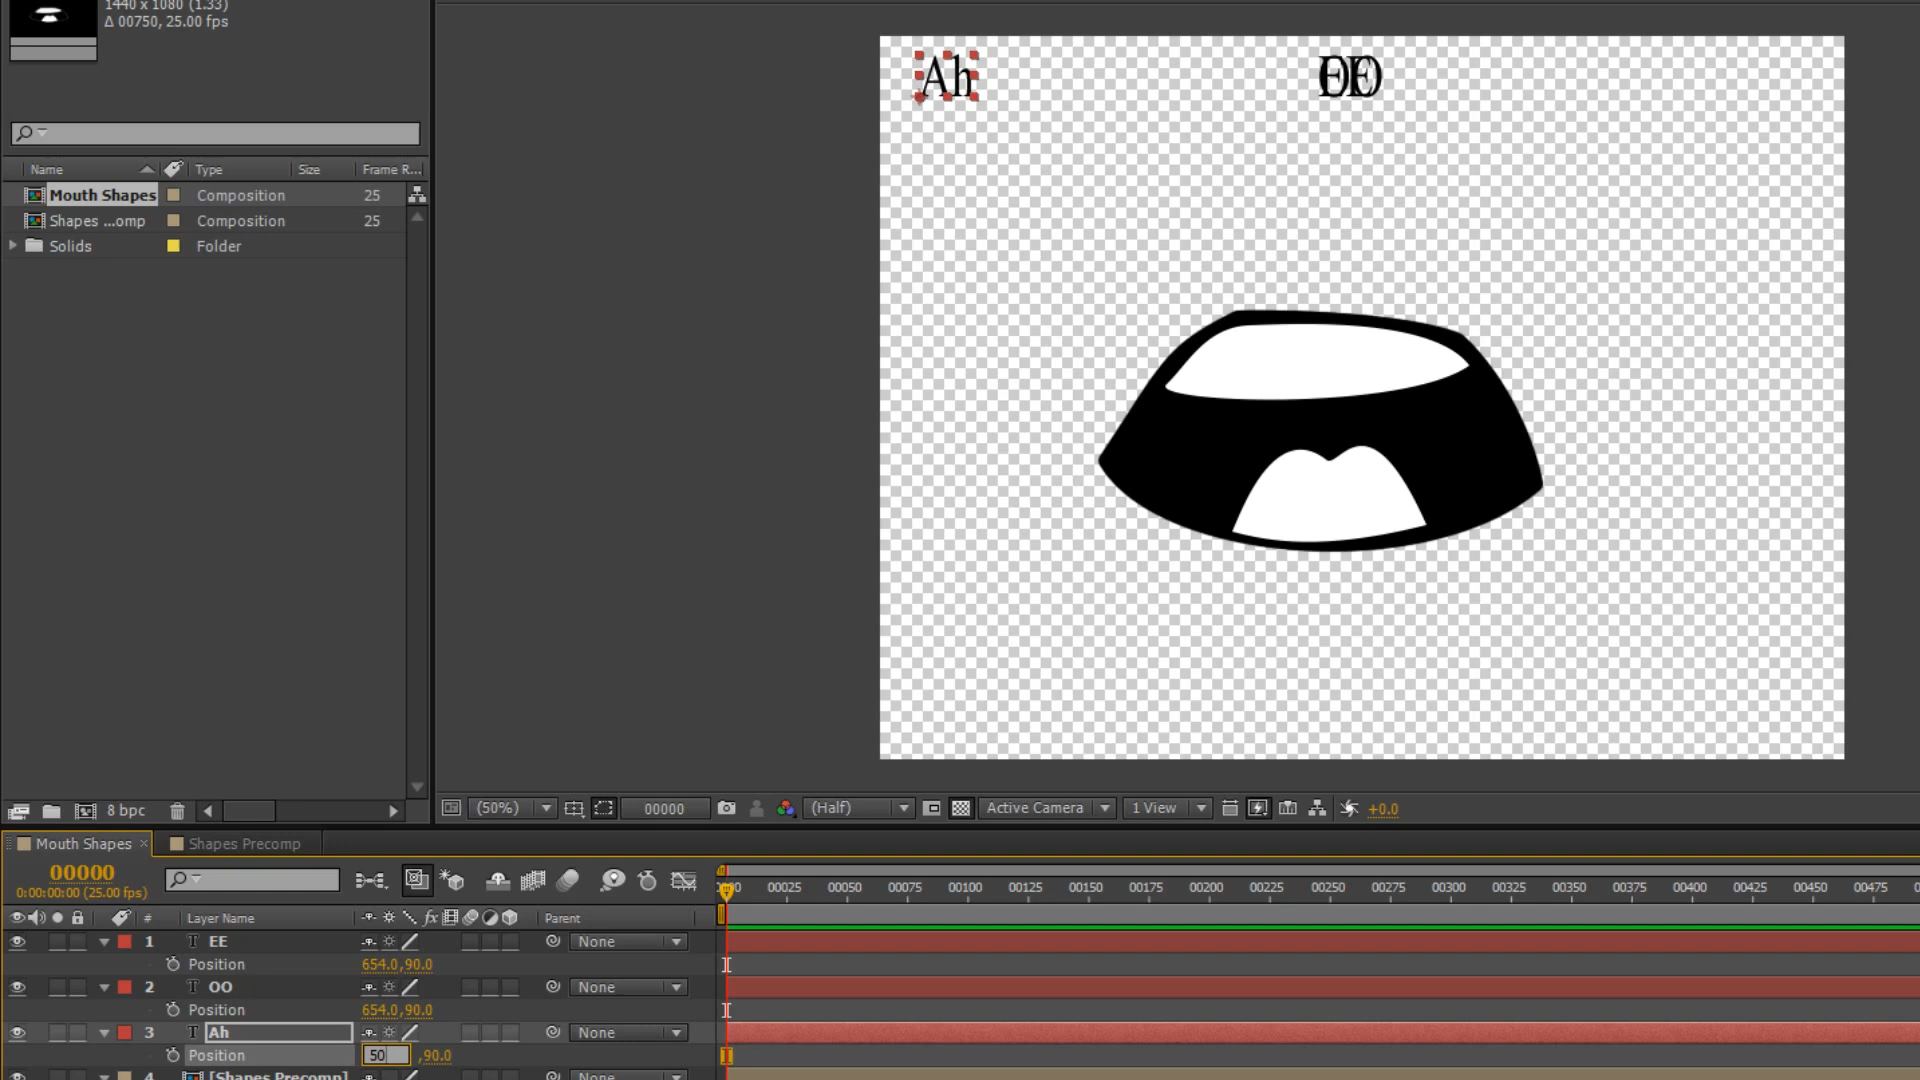 1440 x 1080 (1.33)
Δ 00750, 25.00 fps
Name Type Size Frame R...
Mouth Shapes Composition 25
Shapes ...omp Composition 25
Solids Folder
8 bpc
Ah
(50%) 00000 (Half) Active Camera 1 View +0.0
Mouth Shapes × Shapes Precomp
00000
0:00:00:00 (25.00 fps)
00025 00050 00075 00100 00125 00150 00175 00200 00225 00250 00275 00300 00325 00350 00375 00400 00425 00450 00475
# Layer Name fx Parent
1 T EE None
Position 654.0,90.0
2 T OO None
Position 654.0,90.0
3 T Ah None
Position 50 ,90.0
4 [Shapes Precomp] None